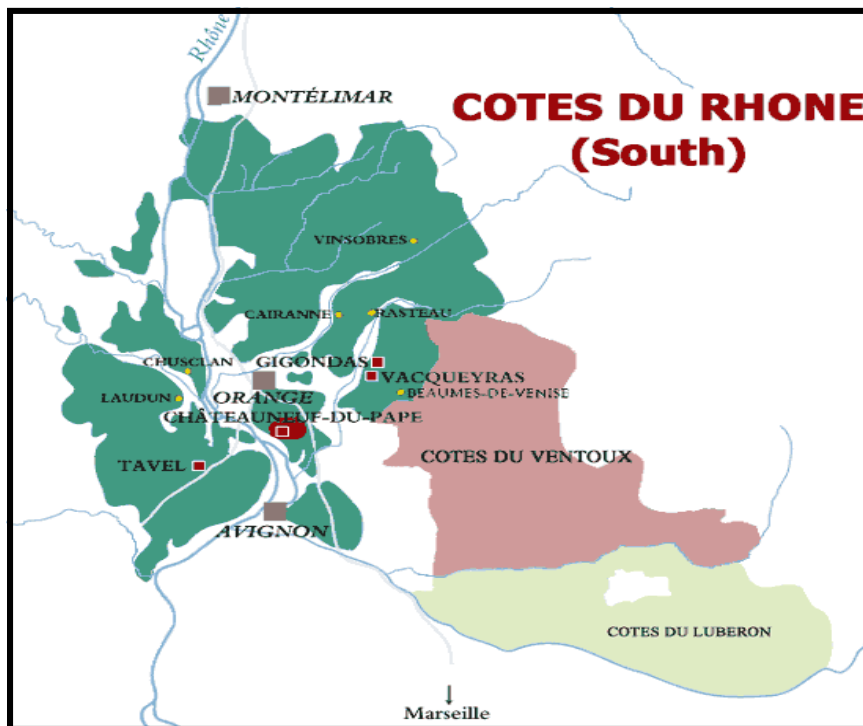 Rhône
MONTÉLIMAR
COTES DU RHONE
(South)
VINSOBRES
CAIRANNE
RASTEAU
CHUSCLAN
GIGONDAS
VACQUEYRAS
LAUDUN
ORANGE
BEAUMES-DE-VENISE
CHÂTEAUNEUF-DU-PAPE
TAVEL
COTES DU VENTOUX
AVIGNON
COTES DU LUBERON
Marseille